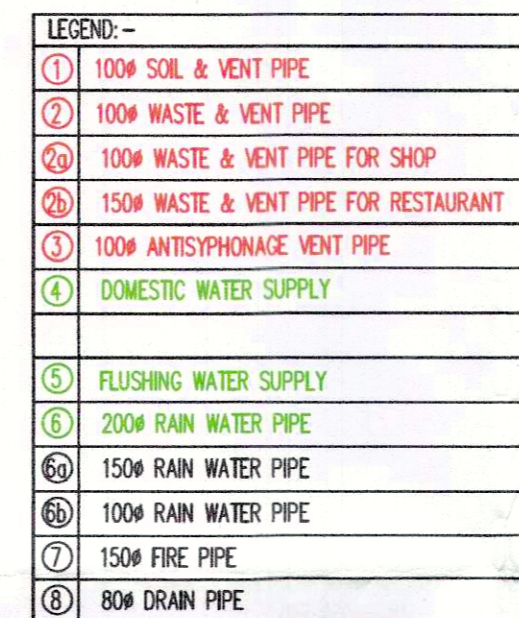 LEGEND:-
1 100ø SOIL & VENT PIPE
2 100ø WASTE & VENT PIPE
2a 100ø WASTE & VENT PIPE FOR SHOP
2b 150ø WASTE & VENT PIPE FOR RESTAURANT
3 100ø ANTISYPHONAGE VENT PIPE
4 DOMESTIC WATER SUPPLY
5 FLUSHING WATER SUPPLY
6 200ø RAIN WATER PIPE
6a 150ø RAIN WATER PIPE
6b 100ø RAIN WATER PIPE
7 150ø FIRE PIPE
8 80ø DRAIN PIPE